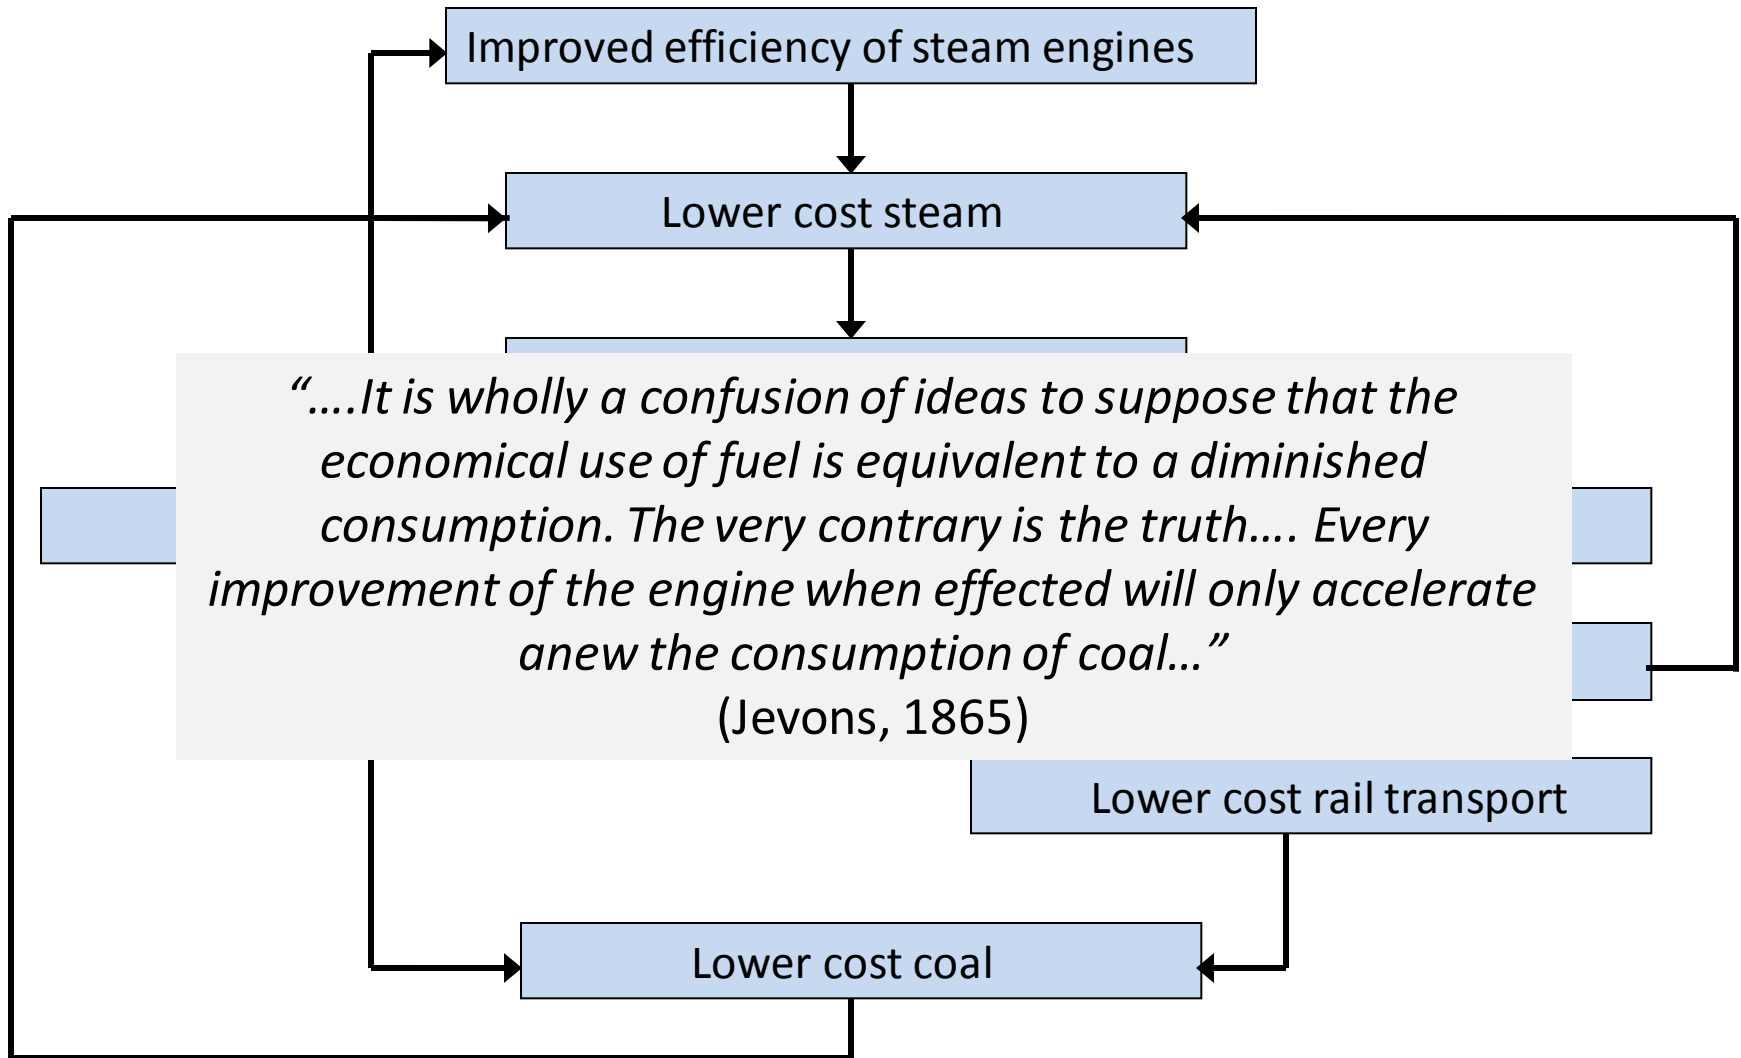 Improved efficiency of steam engines
Lower cost steam
“….It is wholly a confusion of ideas to suppose that the
economical use of fuel is equivalent to a diminished
consumption. The very contrary is the truth…. Every
improvement of the engine when effected will only accelerate
anew the consumption of coal…”
(Jevons, 1865)
Lower cost rail transport
Lower cost coal